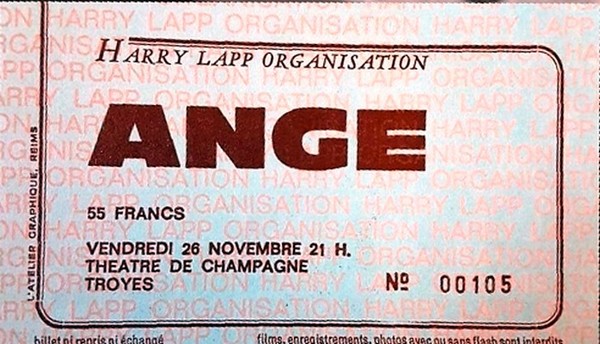 HARRY LAPP ORGANISATION
ANGE
55 FRANCS
VENDREDI 26 NOVEMBRE 21 H.
THEATRE DE CHAMPAGNE
TROYES
Nº 00105
L'ATELIER GRAPHIQUE, REIMS
billet ni repris ni échangé
films, enregistrements, photos avec ou sans flash sont interdits